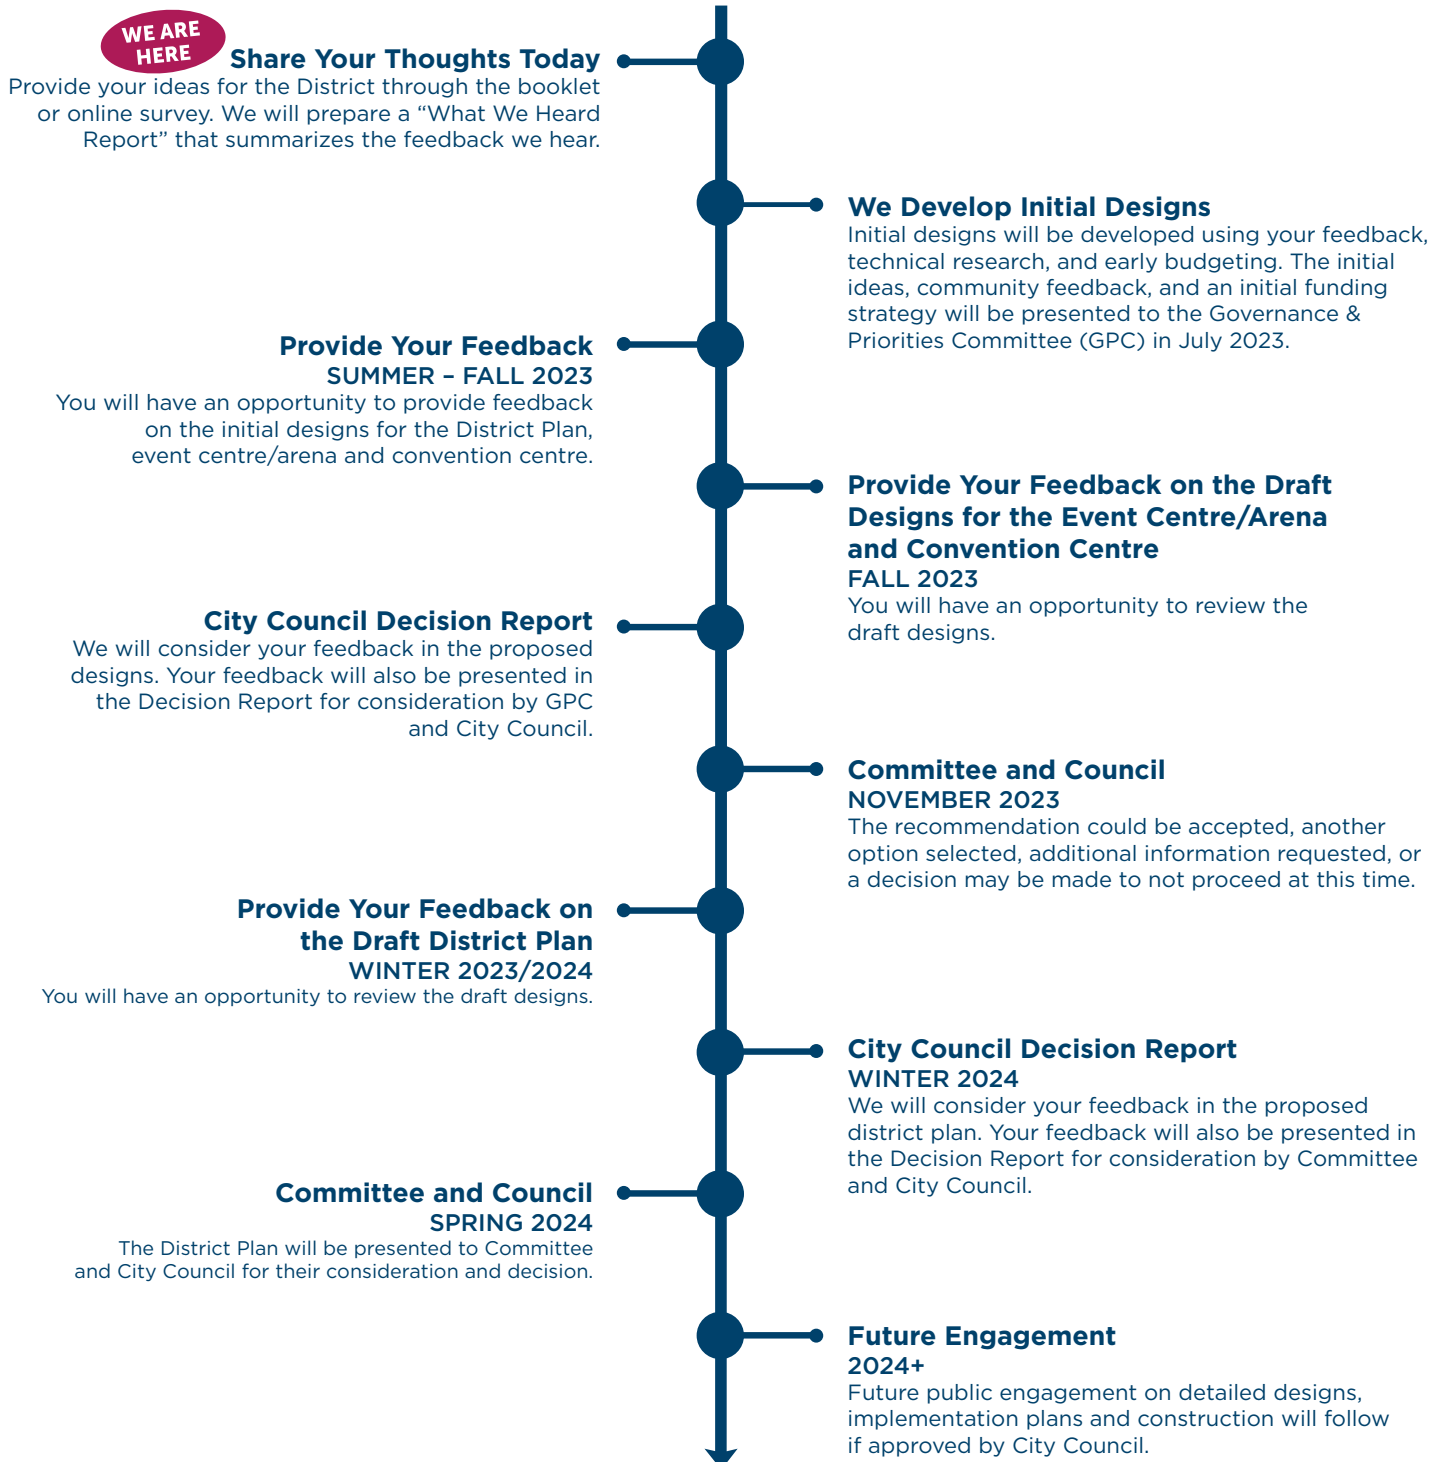 WE ARE
HERE
Share Your Thoughts Today
Provide your ideas for the District through the booklet
or online survey. We will prepare a “What We Heard
Report” that summarizes the feedback we hear.
We Develop Initial Designs
Initial designs will be developed using your feedback,
technical research, and early budgeting. The initial
ideas, community feedback, and an initial funding
strategy will be presented to the Governance &
Priorities Committee (GPC) in July 2023.
Provide Your Feedback
SUMMER – FALL 2023
You will have an opportunity to provide feedback
on the initial designs for the District Plan,
event centre/arena and convention centre.
Provide Your Feedback on the Draft
Designs for the Event Centre/Arena
and Convention Centre
FALL 2023
You will have an opportunity to review the
draft designs.
City Council Decision Report
We will consider your feedback in the proposed
designs. Your feedback will also be presented in
the Decision Report for consideration by GPC
and City Council.
Committee and Council
NOVEMBER 2023
The recommendation could be accepted, another
option selected, additional information requested, or
a decision may be made to not proceed at this time.
Provide Your Feedback on
the Draft District Plan
WINTER 2023/2024
You will have an opportunity to review the draft designs.
City Council Decision Report
WINTER 2024
We will consider your feedback in the proposed
district plan. Your feedback will also be presented in
the Decision Report for consideration by Committee
and City Council.
Committee and Council
SPRING 2024
The District Plan will be presented to Committee
and City Council for their consideration and decision.
Future Engagement
2024+
Future public engagement on detailed designs,
implementation plans and construction will follow
if approved by City Council.